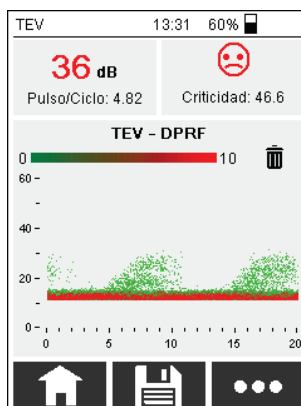 TEV 13:31 60%
36 dB
Pulso/Ciclo: 4.82
Criticidad: 46.6
TEV - DPRF
0 10
60
40
20
0
0 5 10 15 20